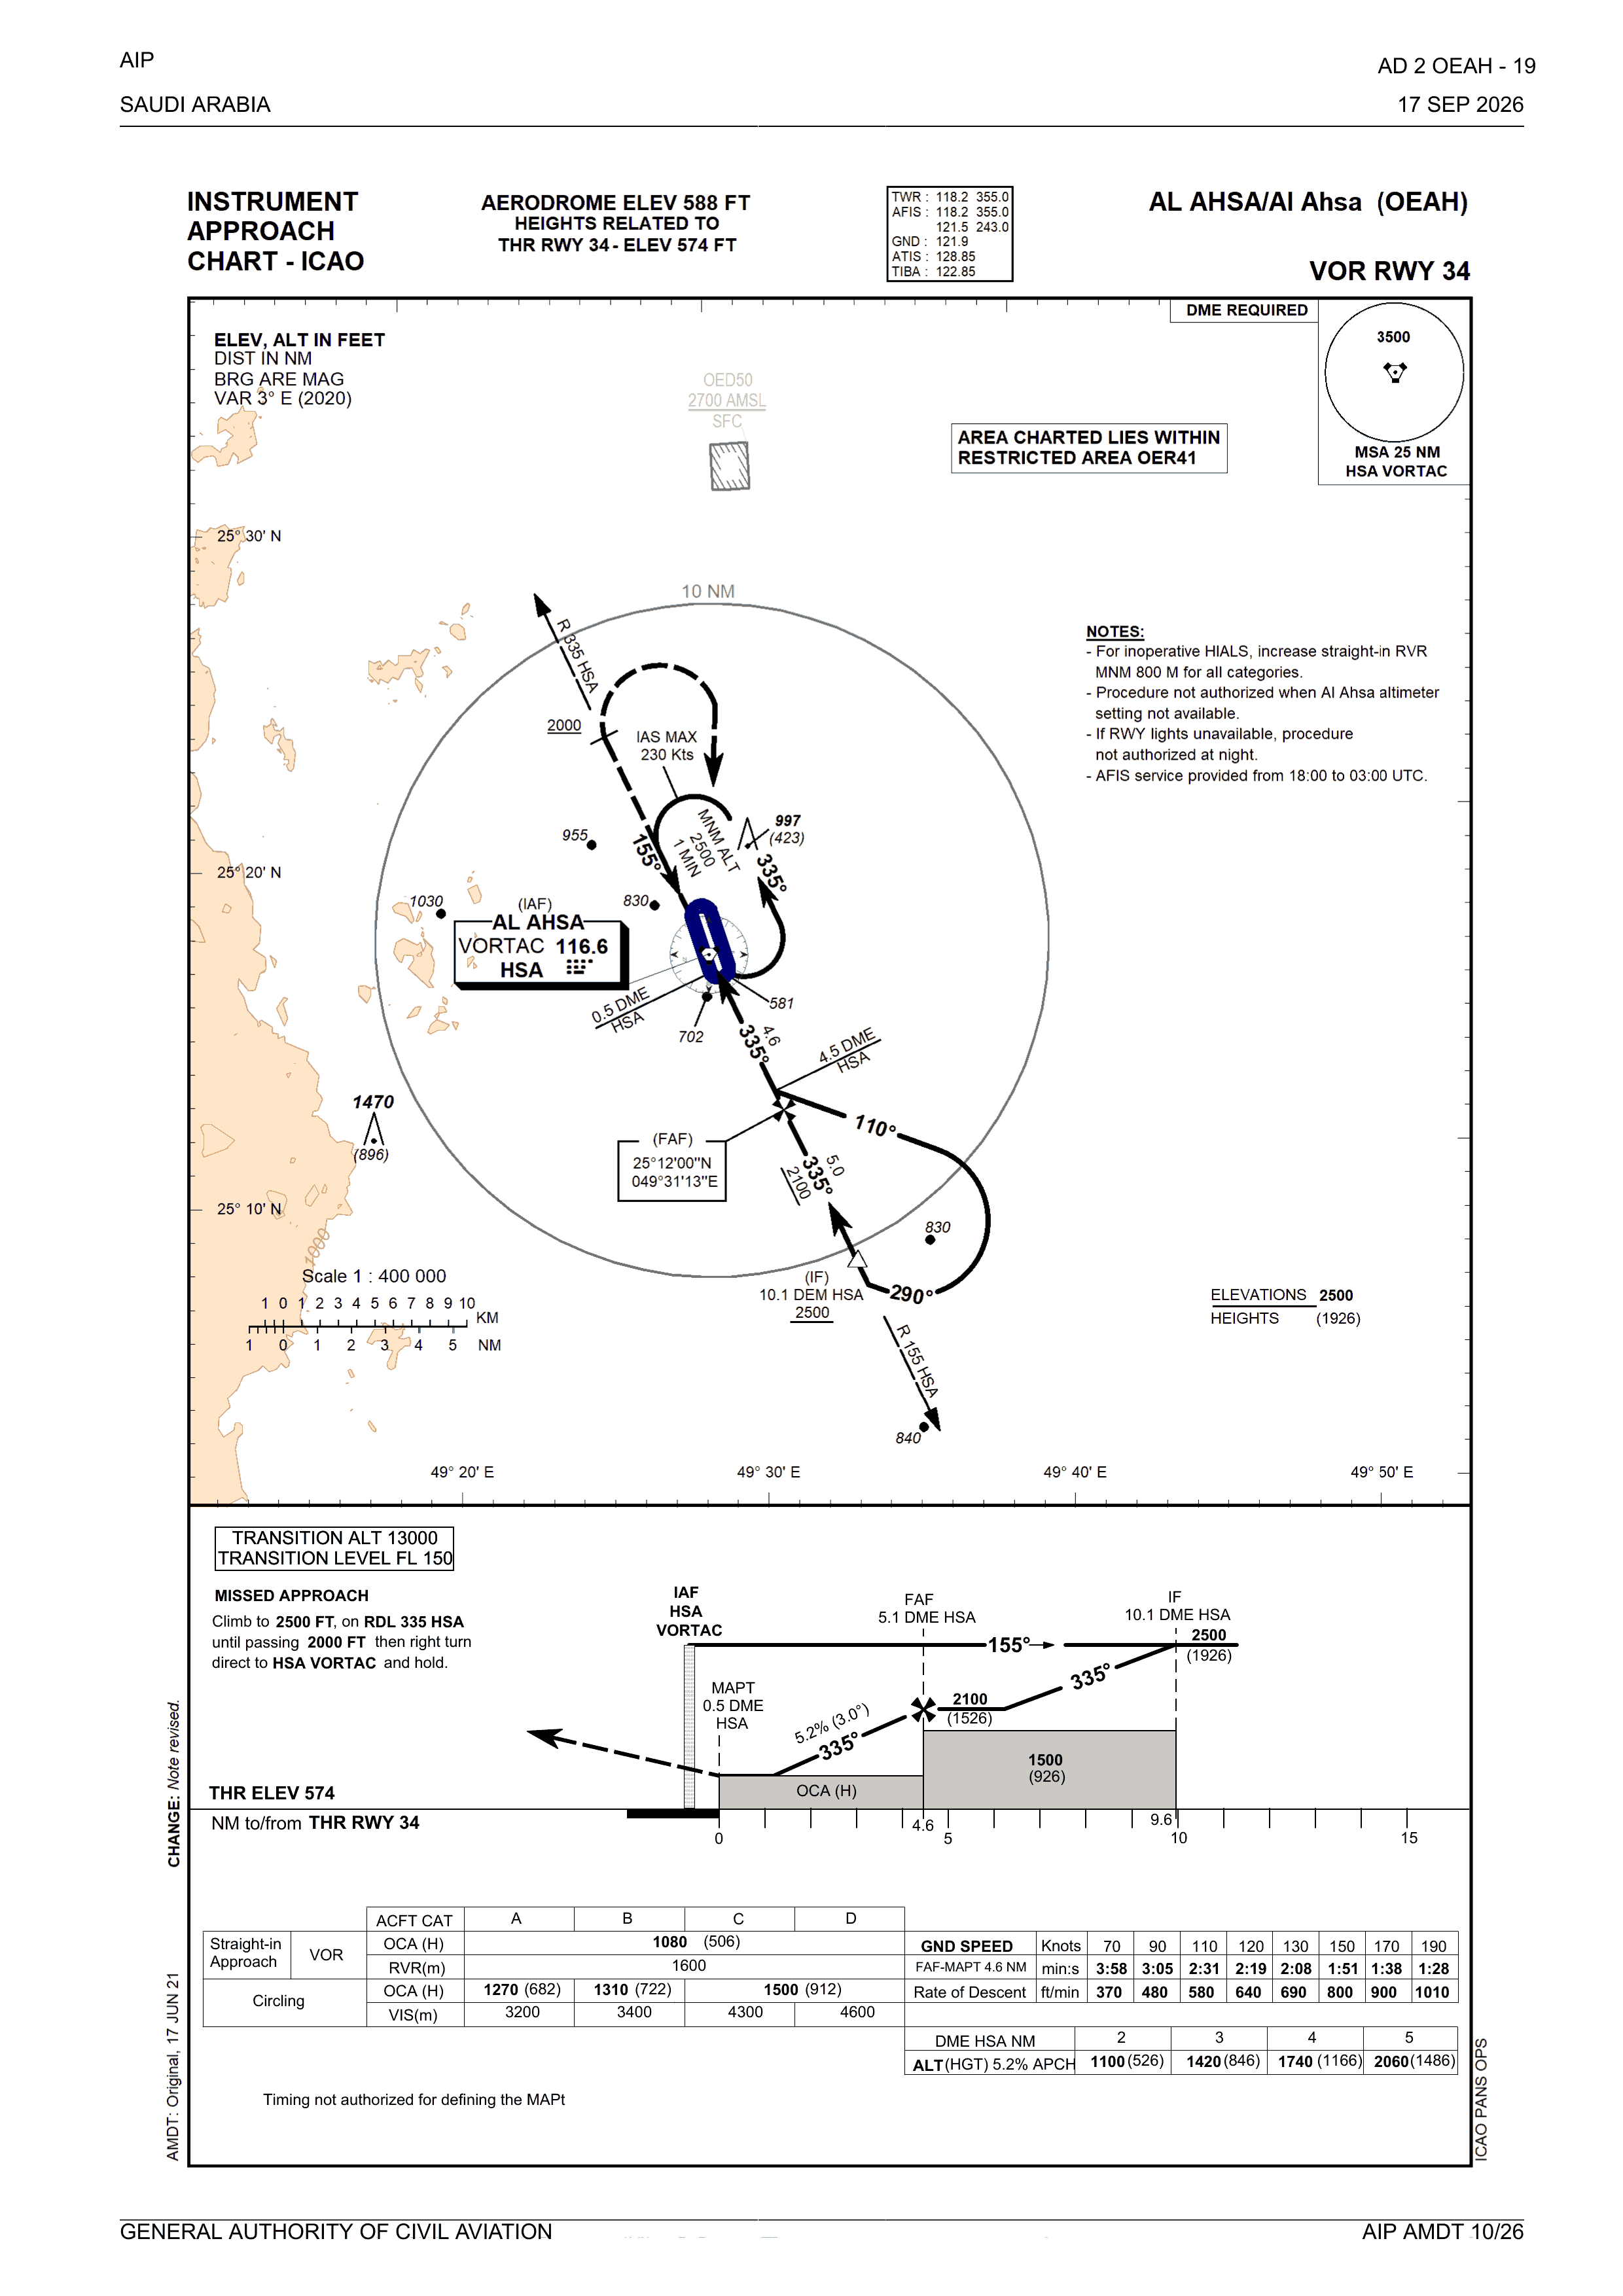 AIP
AD 2 OEAH - 19
SAUDI ARABIA
17 SEP 2026
INSTRUMENT
APPROACH
CHART - ICAO
AERODROME ELEV 588 FT
HEIGHTS RELATED TO
THR RWY 34 - ELEV 574 FT
TWR : 118.2 355.0
AFIS : 118.2 355.0
121.5 243.0
GND : 121.9
ATIS : 128.85
TIBA : 122.85
AL AHSA/Al Ahsa (OEAH)
VOR RWY 34
DME REQUIRED
3500
MSA 25 NM
HSA VORTAC
ELEV, ALT IN FEET
DIST IN NM
BRG ARE MAG
VAR 3° E (2020)
OED50
2700 AMSL
SFC
AREA CHARTED LIES WITHIN
RESTRICTED AREA OER41
25° 30' N
10 NM
R 335 HSA
NOTES:
- For inoperative HIALS, increase straight-in RVR
MNM 800 M for all categories.
- Procedure not authorized when Al Ahsa altimeter
setting not available.
- If RWY lights unavailable, procedure
not authorized at night.
- AFIS service provided from 18:00 to 03:00 UTC.
2000
IAS MAX
230 Kts
MNM ALT
2500
1 MIN
155°
335°
997
(423)
955
25° 20' N
1030
830
(IAF)
AL AHSA
VORTAC 116.6
HSA
0.5 DME
HSA
581
702
335°
4.6
4.5 DME
HSA
1470
(896)
110°
(FAF)
25°12'00"N
049°31'13"E
5.0
335°
2100
25° 10' N
1000
830
(IF)
10.1 DEM HSA
2500
290°
R 155 HSA
840
Scale 1 : 400 000
1 0 1 2 3 4 5 6 7 8 9 10
KM
1 0 1 2 3 4 5 NM
ELEVATIONS 2500
HEIGHTS (1926)
49° 20' E
49° 30' E
49° 40' E
49° 50' E
TRANSITION ALT 13000
TRANSITION LEVEL FL 150
MISSED APPROACH
Climb to 2500 FT, on RDL 335 HSA
until passing 2000 FT then right turn
direct to HSA VORTAC and hold.
IAF
HSA
VORTAC
FAF
5.1 DME HSA
IF
10.1 DME HSA
2500
(1926)
155°
335°
MAPT
0.5 DME
HSA
5.2% (3.0°)
335°
2100
(1526)
1500
(926)
OCA (H)
THR ELEV 574
NM to/from THR RWY 34
0
4.6
5
9.6
10
15
CHANGE: Note revised.
AMDT: Original, 17 JUN 21
ICAO PANS OPS
ACFT CAT A B C D
Straight-in
Approach
VOR
OCA (H) 1080 (506)
RVR(m) 1600
Circling
OCA (H) 1270 (682) 1310 (722) 1500 (912)
VIS(m) 3200 3400 4300 4600
GND SPEED Knots 70 90 110 120 130 150 170 190
FAF-MAPT 4.6 NM min:s 3:58 3:05 2:31 2:19 2:08 1:51 1:38 1:28
Rate of Descent ft/min 370 480 580 640 690 800 900 1010
DME HSA NM 2 3 4 5
ALT(HGT) 5.2% APCH 1100(526) 1420(846) 1740 (1166) 2060(1486)
Timing not authorized for defining the MAPt
GENERAL AUTHORITY OF CIVIL AVIATION
AIP AMDT 10/26